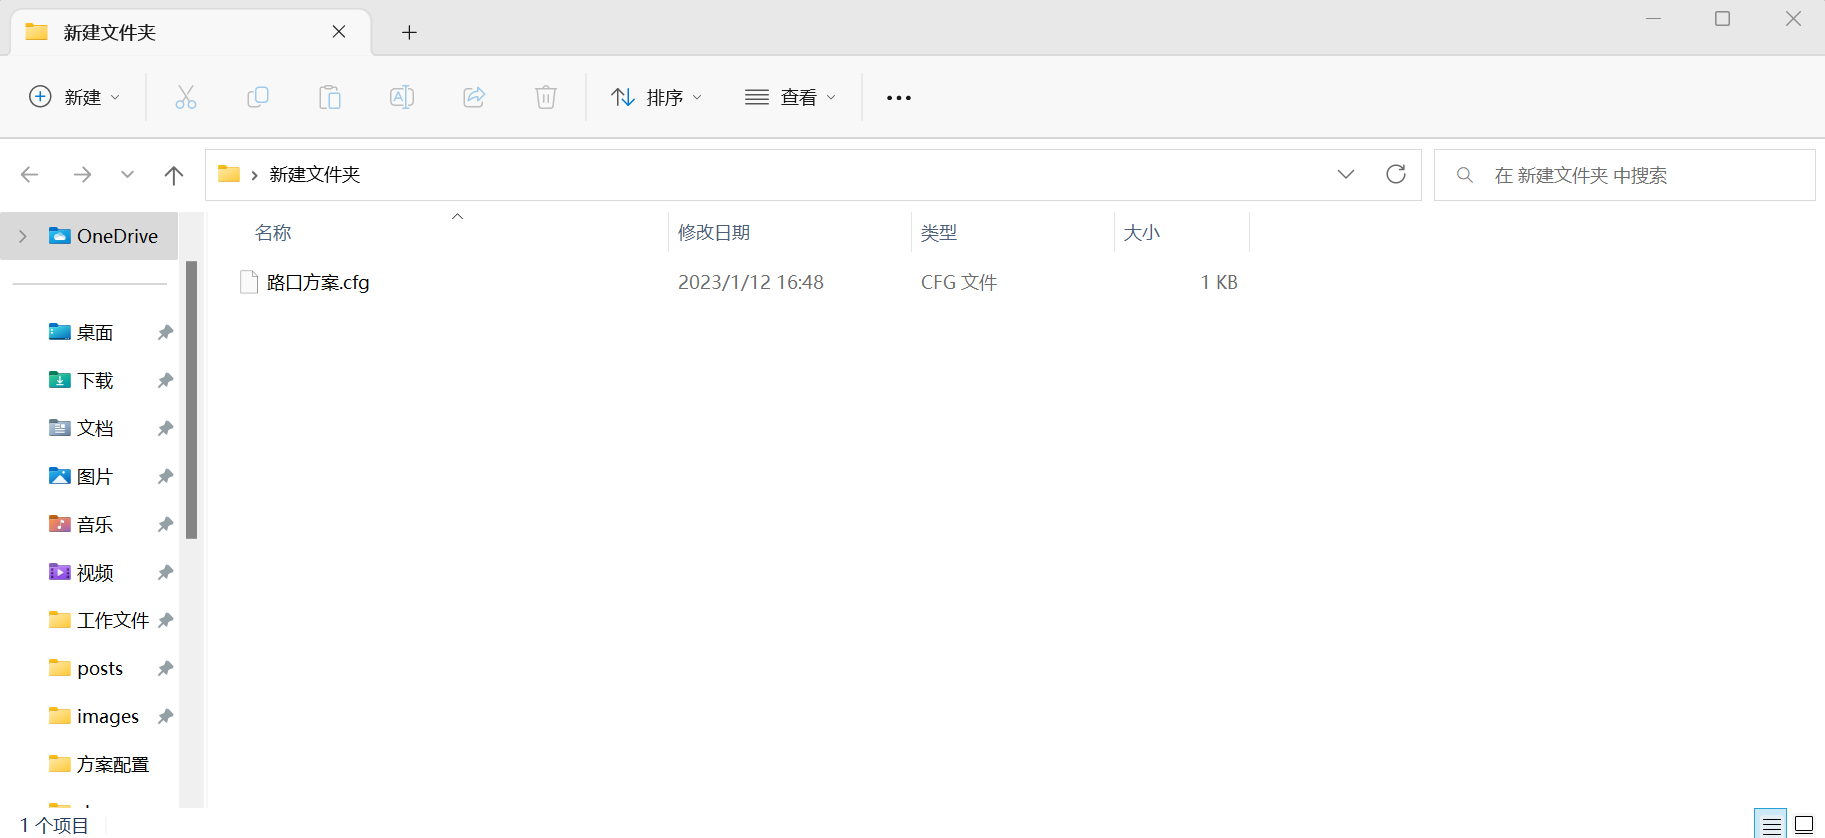 新建文件夹
新建
排序
查看
新建文件夹
在 新建文件夹 中搜索
OneDrive
桌面
下载
文档
图片
音乐
视频
工作文件
posts
images
方案配置
名称 修改日期 类型 大小
路口方案.cfg 2023/1/12 16:48 CFG 文件 1 KB
1 个项目